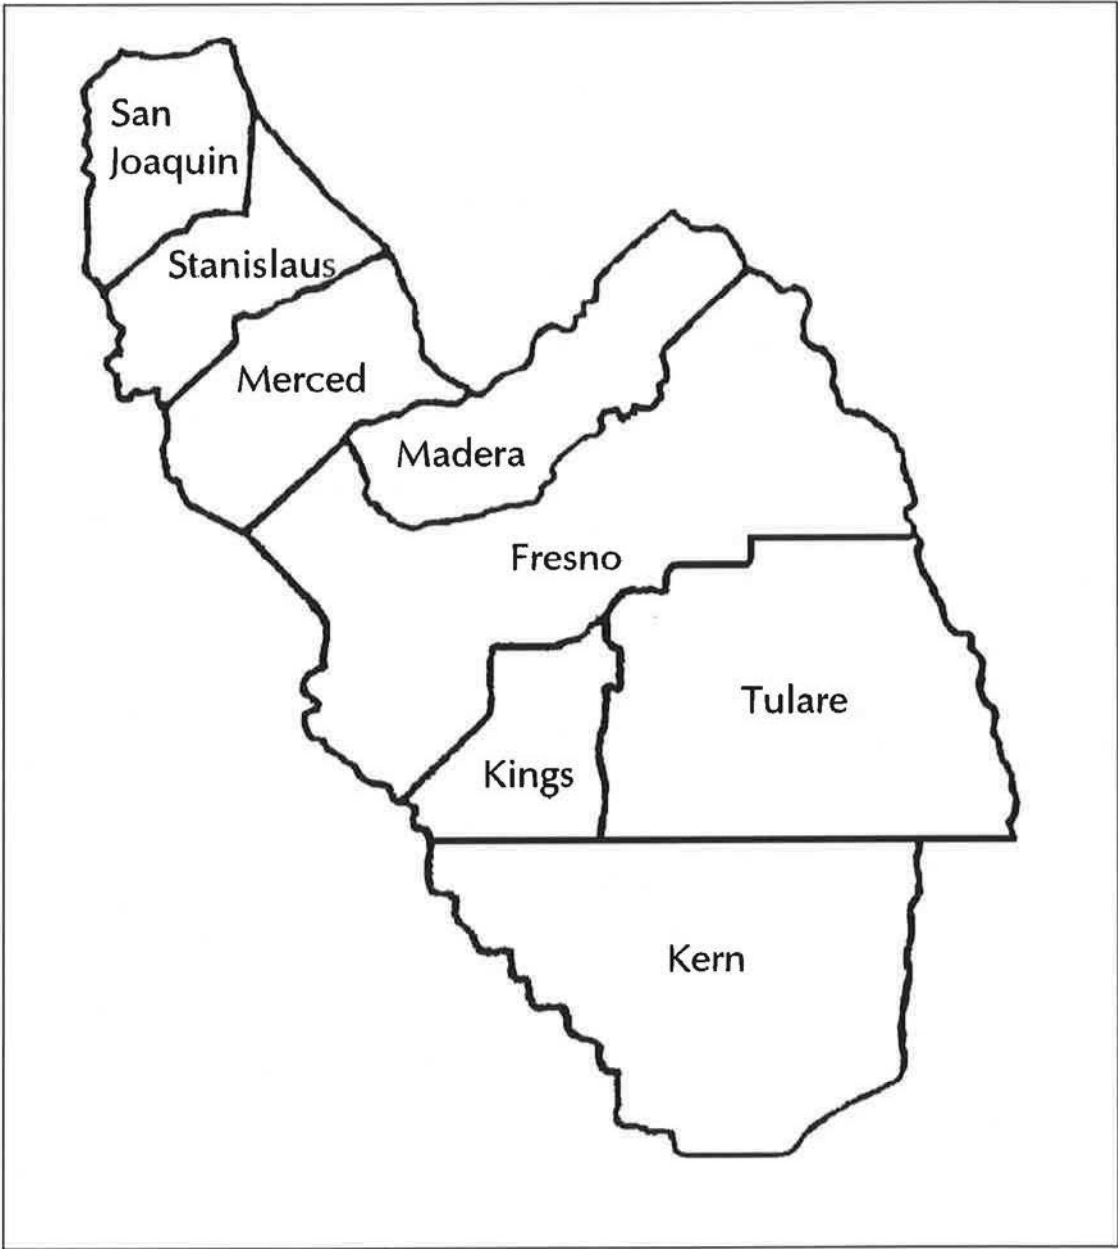 San
Joaquin
Stanislaus
Merced
Madera
Fresno
Tulare
Kings
Kern